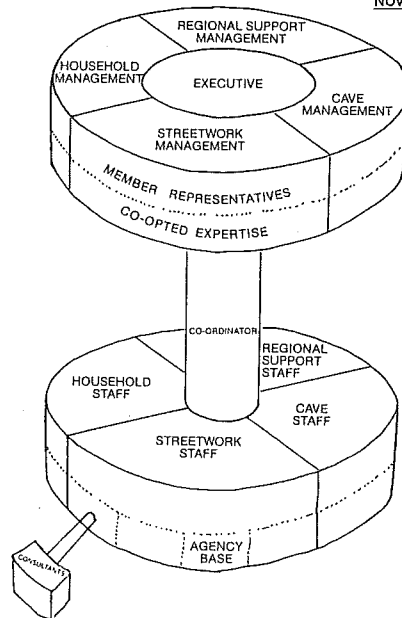 NOV
REGIONAL SUPPORT
MANAGEMENT
HOUSEHOLD
MANAGEMENT
EXECUTIVE
CAVE
MANAGEMENT
STREETWORK
MANAGEMENT
MEMBER REPRESENTATIVES
CO-OPTED EXPERTISE
CO-ORDINATOR
REGIONAL
SUPPORT
STAFF
HOUSEHOLD
STAFF
CAVE
STAFF
STREETWORK
STAFF
AGENCY
BASE
CONSULTANTS